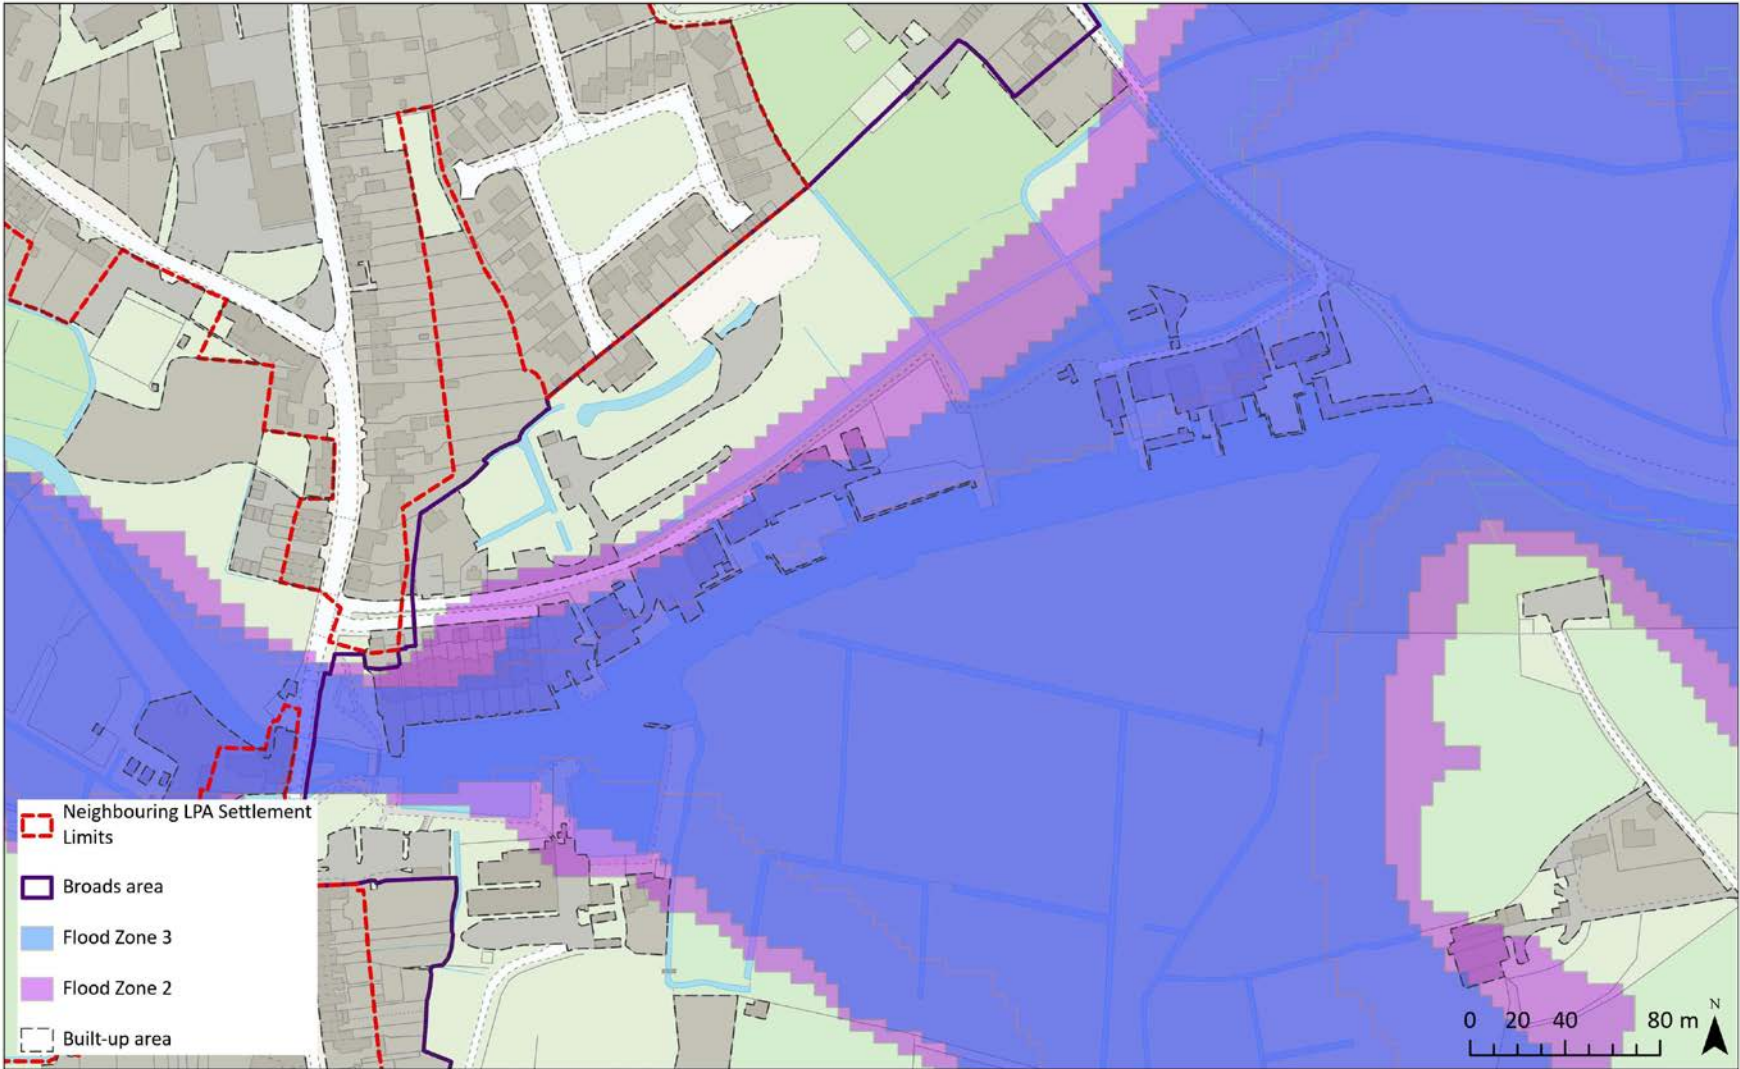 Neighbouring LPA Settlement
Limits
Broads area
Flood Zone 3
Flood Zone 2
Built-up area
N
0 20 40 80 m